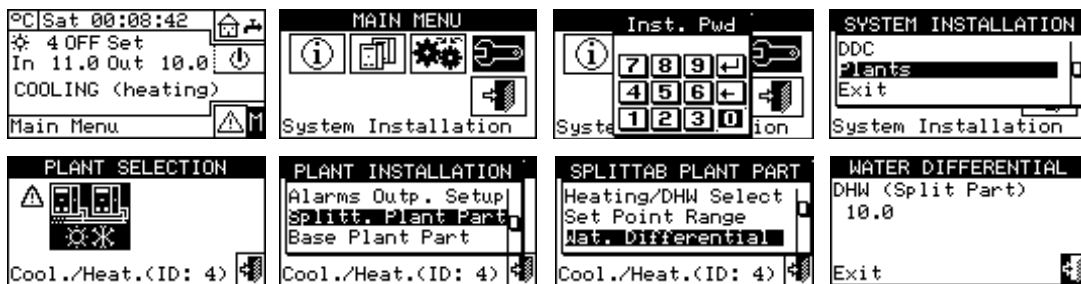 ºC Sat 00:08:42
4 OFF Set
In 11.0 Out 10.0
COOLING (heating)
Main Menu M
MAIN MENU
System Installation
Inst. Pwd
7 8 9
4 5 6
1 2 3 0
Syste ion
SYSTEM INSTALLATION
DDC
Plants
Exit
System Installation
PLANT SELECTION
Cool./Heat.(ID: 4)
PLANT INSTALLATION
Alarms Outp. Setup
Splitt. Plant Part
Base Plant Part
Cool./Heat.(ID: 4)
SPLITTAB PLANT PART
Heating/DHW Select
Set Point Range
Wat. Differential
Cool./Heat.(ID: 4)
WATER DIFFERENTIAL
DHW (Split Part)
10.0
Exit